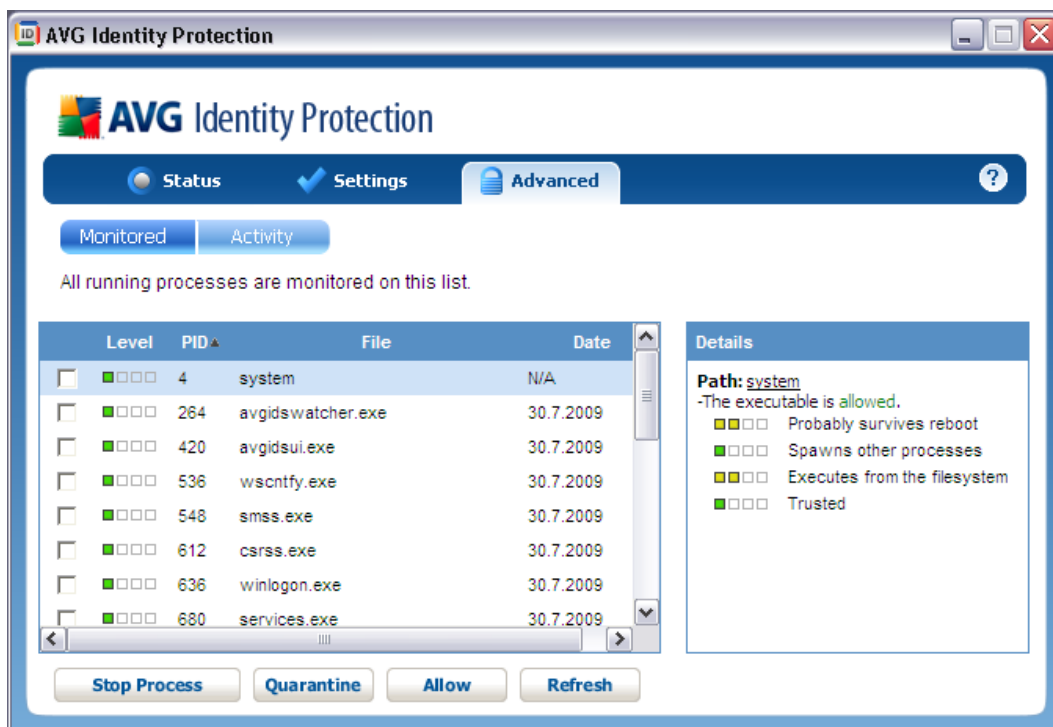 ID AVG Identity Protection
AVG Identity Protection
Status Settings Advanced ?
Monitored Activity
All running processes are monitored on this list.
Level PID File Date
4 system N/A
264 avgidswatcher.exe 30.7.2009
420 avgidsui.exe 30.7.2009
536 wscntfy.exe 30.7.2009
548 smss.exe 30.7.2009
612 csrss.exe 30.7.2009
636 winlogon.exe 30.7.2009
680 services.exe 30.7.2009
Details
Path: system
-The executable is allowed.
Probably survives reboot
Spawns other processes
Executes from the filesystem
Trusted
Stop Process Quarantine Allow Refresh